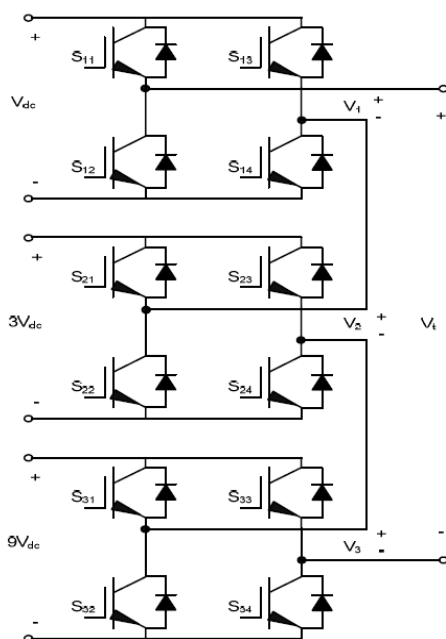 +
S11
S13
Vdc
V1
+
-
+
S12
S14
-
+
S21
S23
3Vdc
V2
+
-
Vt
S22
S24
-
+
S31
S33
9Vdc
V3
+
-
-
S32
S34
-